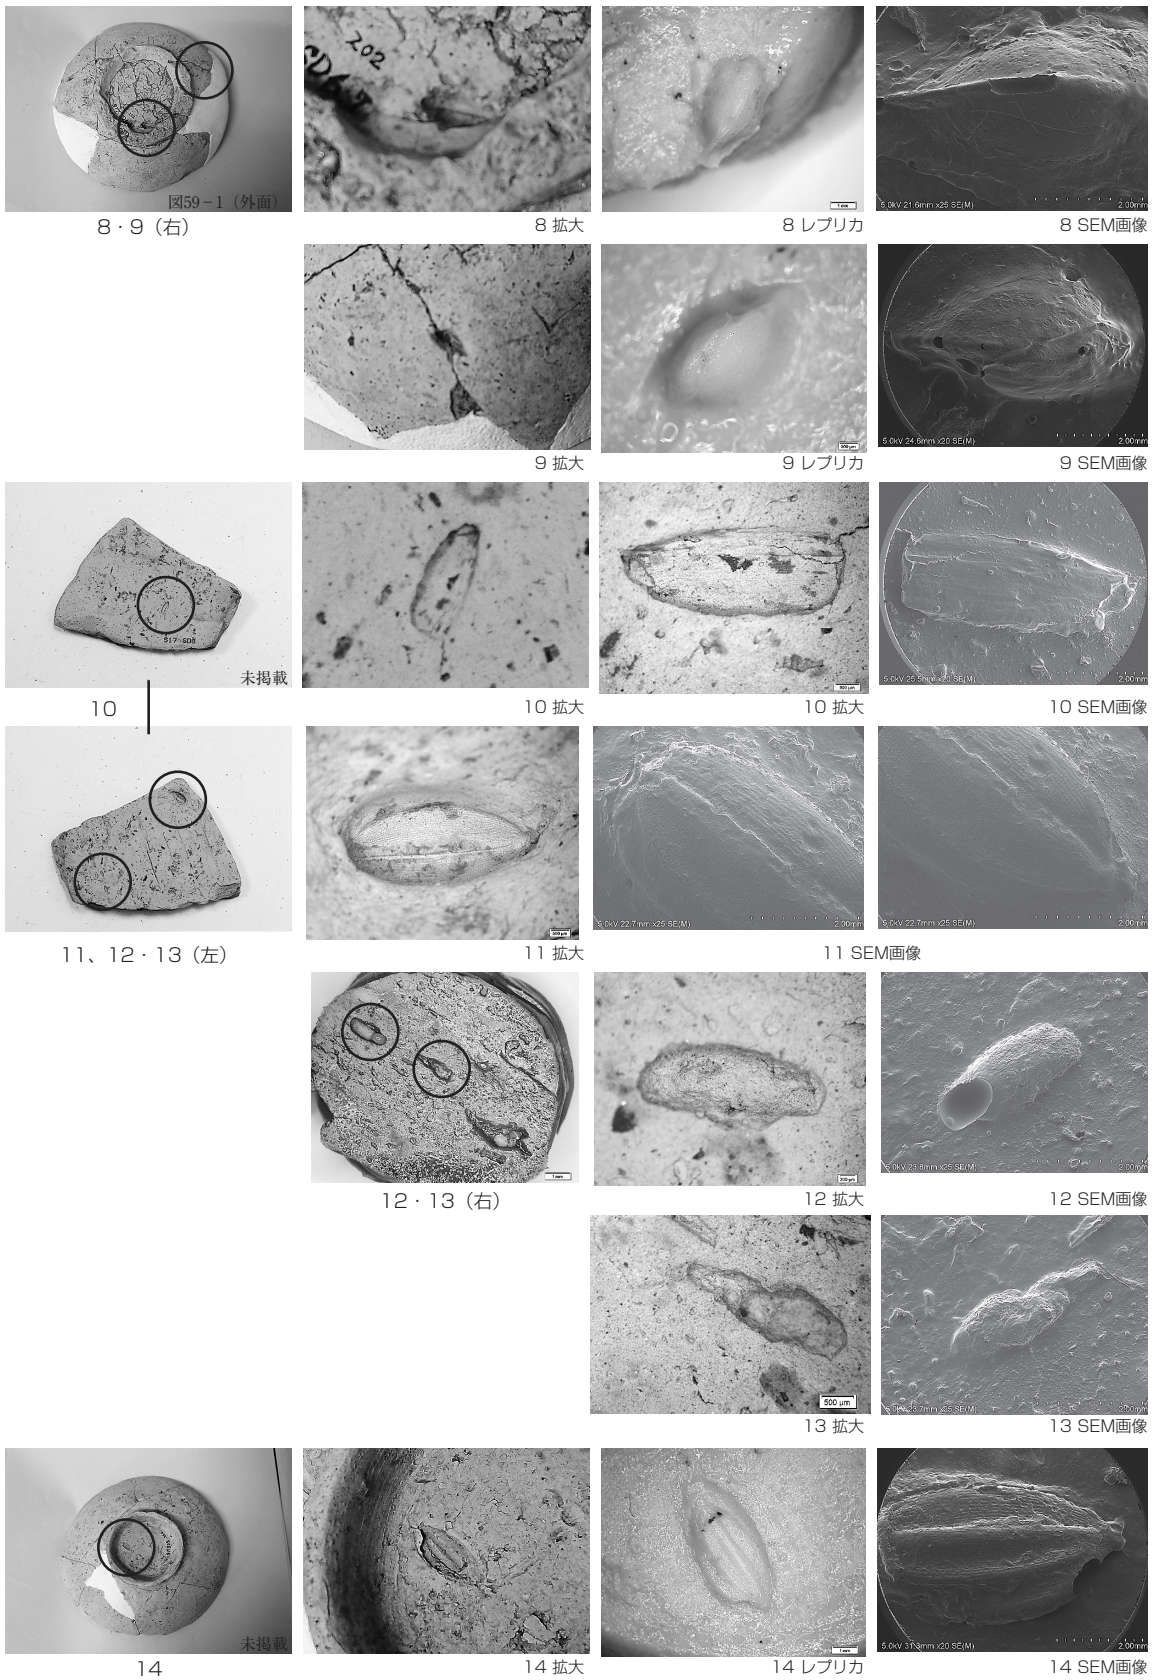 図59−1（外面）
202
1 mm
5.0kV 21.6mm x25 SE(M) 2.00mm
8・9（右）
8 拡大
8 レプリカ
8 SEM画像
5.0kV 24.6mm x20 SE(M) 2.00mm
9 拡大
9 レプリカ
9 SEM画像
未掲載
500μm
5.0kV 25.5mm x20 SE(M) 2.00mm
10
10 拡大
10 拡大
10 SEM画像
500μm
5.0kV 22.7mm x25 SE(M) 2.00mm
5.0kV 22.7mm x25 SE(M) 2.00mm
11、12・13（左）
11 拡大
11 SEM画像
1 mm
5.0kV 23.8mm x25 SE(M) 2.00mm
12・13（右）
12 拡大
12 SEM画像
500 μm
5.0kV 23.7mm x25 SE(M) 2.00mm
13 拡大
13 SEM画像
未掲載
1 mm
5.0kV 31.3mm x20 SE(M) 2.00mm
14
14 拡大
14 レプリカ
14 SEM画像